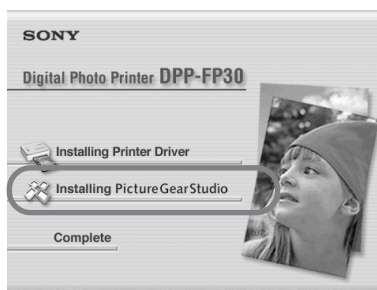 SONY
Digital Photo Printer DPP-FP30
Installing Printer Driver
Installing PictureGearStudio
Complete